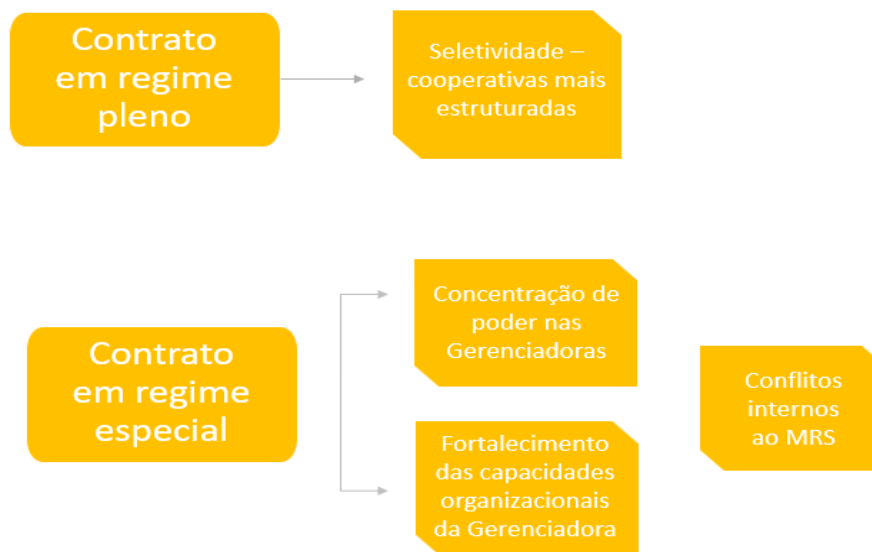 Contrato
em regime
pleno
Seletividade –
cooperativas mais
estruturadas
Contrato
em regime
especial
Concentração de
poder nas
Gerenciadoras
Fortalecimento
das capacidades
organizacionais
da Gerenciadora
Conflitos
internos
ao MRS